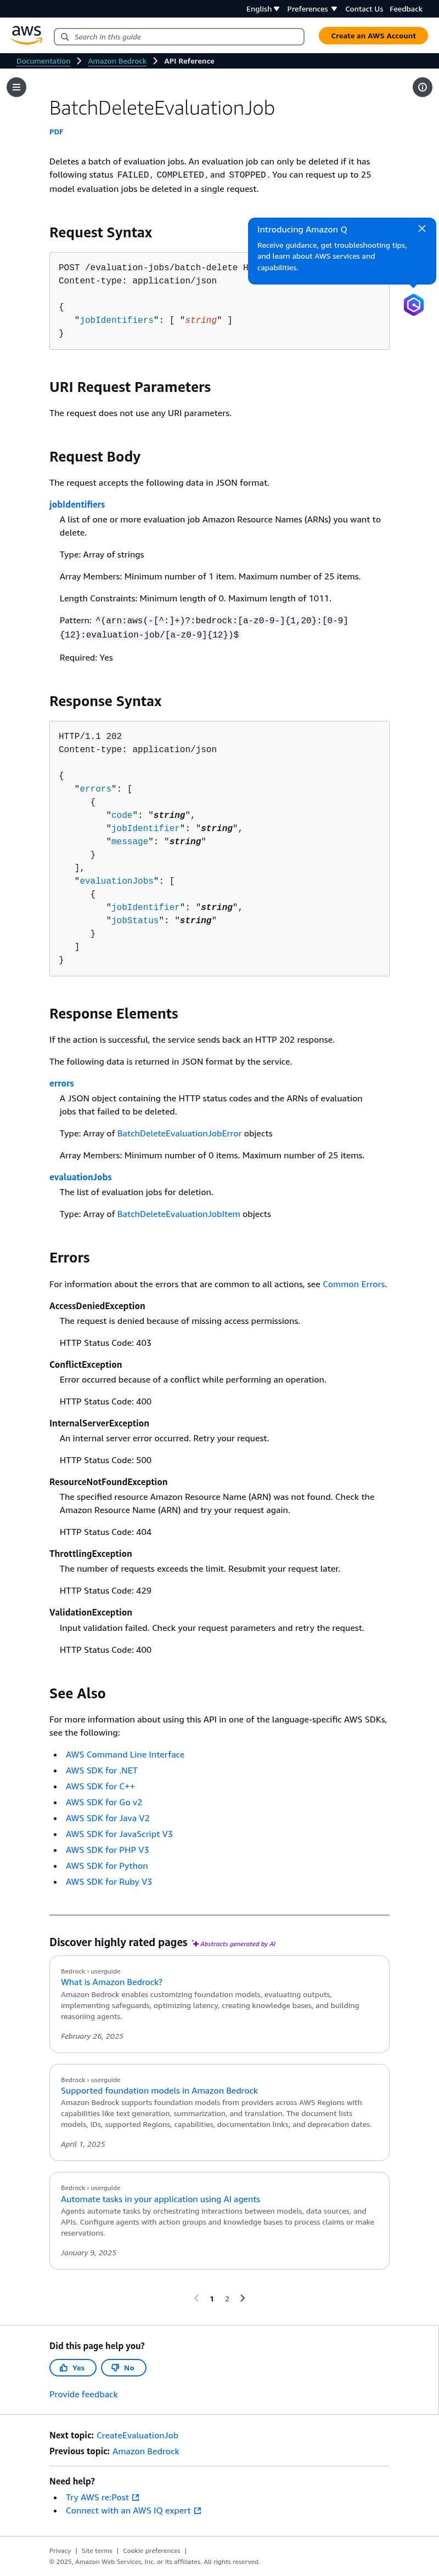 English
Preferences
Contact Us
Feedback
aws
Search in this guide
Create an AWS Account
Documentation
Amazon Bedrock
API Reference
BatchDeleteEvaluationJob
PDF
Deletes a batch of evaluation jobs. An evaluation job can only be deleted if it has
following status FAILED, COMPLETED, and STOPPED. You can request up to 25
model evaluation jobs be deleted in a single request.
Request Syntax
Introducing Amazon Q
Receive guidance, get troubleshooting tips,
and learn about AWS services and
capabilities.
POST /evaluation-jobs/batch-delete H
Content-type: application/json
{
"jobIdentifiers": [ "string" ]
}
URI Request Parameters
The request does not use any URI parameters.
Request Body
The request accepts the following data in JSON format.
jobIdentifiers
A list of one or more evaluation job Amazon Resource Names (ARNs) you want to
delete.
Type: Array of strings
Array Members: Minimum number of 1 item. Maximum number of 25 items.
Length Constraints: Minimum length of 0. Maximum length of 1011.
Pattern: ^(arn:aws(-[^:]+)?:bedrock:[a-z0-9-]{1,20}:[0-9]
{12}:evaluation-job/[a-z0-9]{12})$
Required: Yes
Response Syntax
HTTP/1.1 202
Content-type: application/json
{
"errors": [
{
"code": "string",
"jobIdentifier": "string",
"message": "string"
}
],
"evaluationJobs": [
{
"jobIdentifier": "string",
"jobStatus": "string"
}
]
}
Response Elements
If the action is successful, the service sends back an HTTP 202 response.
The following data is returned in JSON format by the service.
errors
A JSON object containing the HTTP status codes and the ARNs of evaluation
jobs that failed to be deleted.
Type: Array of BatchDeleteEvaluationJobError objects
Array Members: Minimum number of 0 items. Maximum number of 25 items.
evaluationJobs
The list of evaluation jobs for deletion.
Type: Array of BatchDeleteEvaluationJobItem objects
Errors
For information about the errors that are common to all actions, see Common Errors.
AccessDeniedException
The request is denied because of missing access permissions.
HTTP Status Code: 403
ConflictException
Error occurred because of a conflict while performing an operation.
HTTP Status Code: 400
InternalServerException
An internal server error occurred. Retry your request.
HTTP Status Code: 500
ResourceNotFoundException
The specified resource Amazon Resource Name (ARN) was not found. Check the
Amazon Resource Name (ARN) and try your request again.
HTTP Status Code: 404
ThrottlingException
The number of requests exceeds the limit. Resubmit your request later.
HTTP Status Code: 429
ValidationException
Input validation failed. Check your request parameters and retry the request.
HTTP Status Code: 400
See Also
For more information about using this API in one of the language-specific AWS SDKs,
see the following:
• AWS Command Line Interface
• AWS SDK for .NET
• AWS SDK for C++
• AWS SDK for Go v2
• AWS SDK for Java V2
• AWS SDK for JavaScript V3
• AWS SDK for PHP V3
• AWS SDK for Python
• AWS SDK for Ruby V3
Discover highly rated pages Abstracts generated by AI
Bedrock › userguide
What is Amazon Bedrock?
Amazon Bedrock enables customizing foundation models, evaluating outputs,
implementing safeguards, optimizing latency, creating knowledge bases, and building
reasoning agents.
February 26, 2025
Bedrock › userguide
Supported foundation models in Amazon Bedrock
Amazon Bedrock supports foundation models from providers across AWS Regions with
capabilities like text generation, summarization, and translation. The document lists
models, IDs, supported Regions, capabilities, documentation links, and deprecation dates.
April 1, 2025
Bedrock › userguide
Automate tasks in your application using AI agents
Agents automate tasks by orchestrating interactions between models, data sources, and
APIs. Configure agents with action groups and knowledge bases to process claims or make
reservations.
January 9, 2025
1 2
Did this page help you?
Yes
No
Provide feedback
Next topic: CreateEvaluationJob
Previous topic: Amazon Bedrock
Need help?
• Try AWS re:Post
• Connect with an AWS IQ expert
Privacy | Site terms | Cookie preferences |
© 2025, Amazon Web Services, Inc. or its affiliates. All rights reserved.